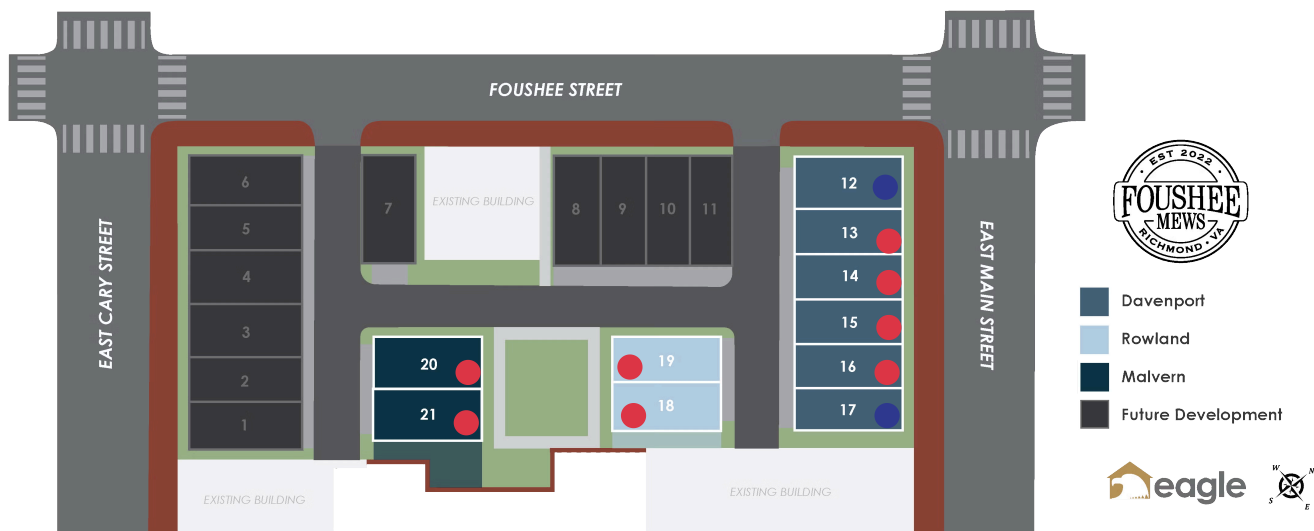 FOUSHEE STREET
EAST CARY STREET
EAST MAIN STREET
6
5
4
3
2
1
7
EXISTING BUILDING
8
9
10
11
12
13
14
15
16
17
20
21
19
18
EXISTING BUILDING
EXISTING BUILDING
EST 2022
FOUSHEE
MEWS
RICHMOND • VA
Davenport
Rowland
Malvern
Future Development
eagle
W
N
S
E